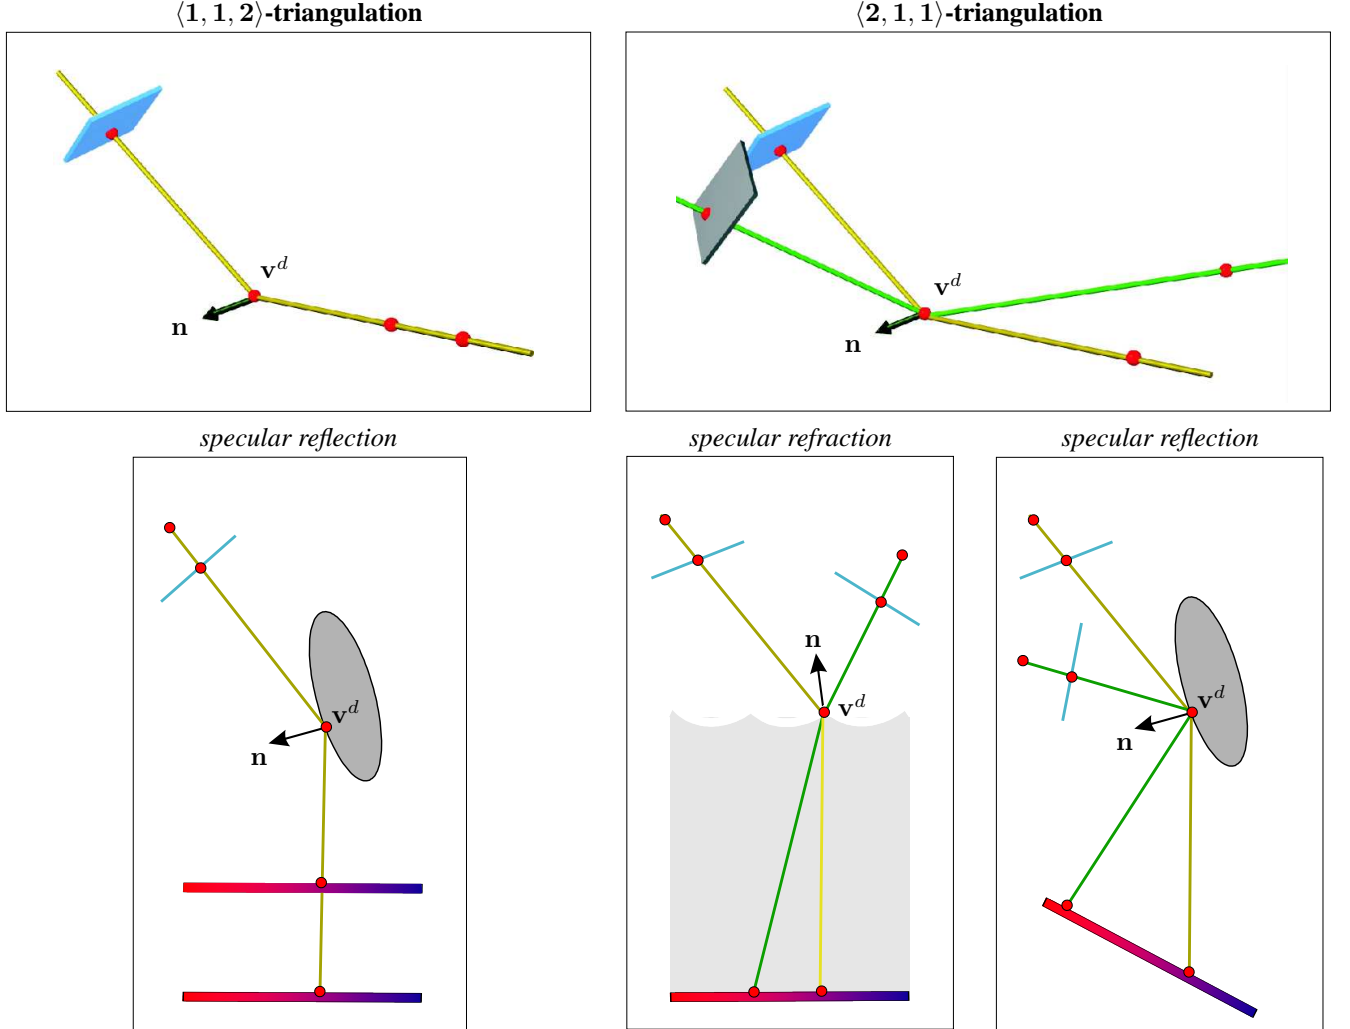 ⟨1, 1, 2⟩-triangulation
⟨2, 1, 1⟩-triangulation
v^d
n
v^d
n
specular reflection
specular refraction
specular reflection
v^d
n
n
v^d
v^d
n